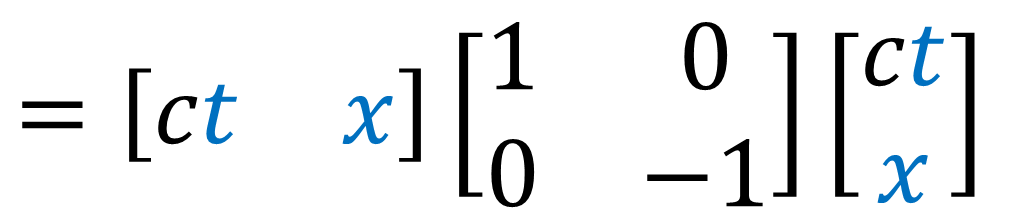 = [ct x] [1 0 0 −1] [ct x]